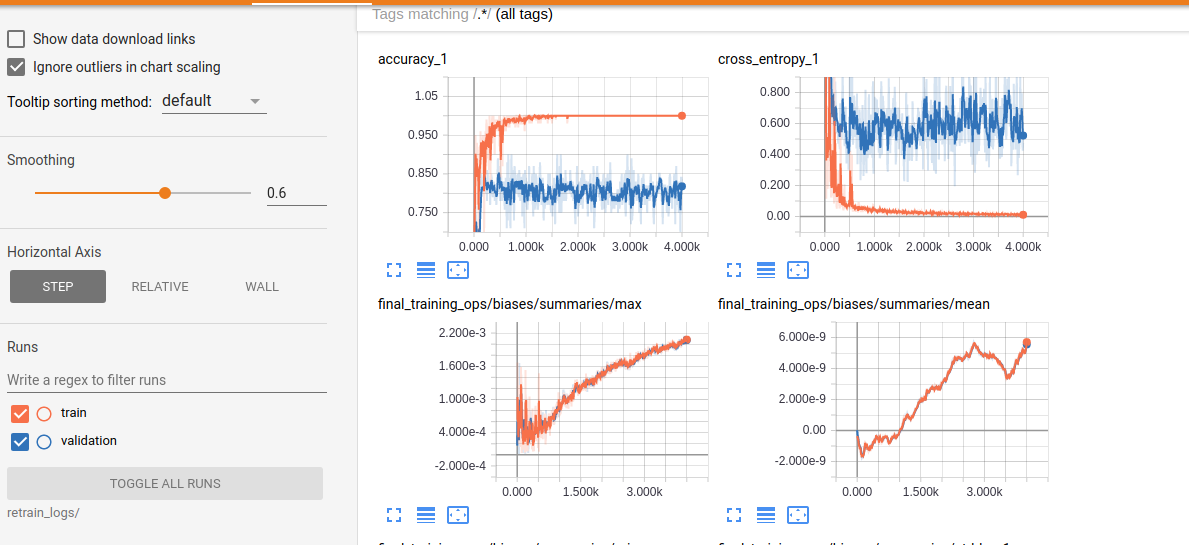 Tags matching /.*/ (all tags)
Show data download links
Ignore outliers in chart scaling
Tooltip sorting method: default
Smoothing
0.6
Horizontal Axis
STEP RELATIVE WALL
Runs
Write a regex to filter runs
train
validation
TOGGLE ALL RUNS
retrain_logs/
accuracy_1
1.05
0.950
0.850
0.750
0.000 1.000k 2.000k 3.000k 4.000k
cross_entropy_1
0.800
0.600
0.400
0.200
0.00
0.000 1.000k 2.000k 3.000k 4.000k
final_training_ops/biases/summaries/max
2.200e-3
1.600e-3
1.000e-3
4.000e-4
-2.000e-4
0.000 1.500k 3.000k
final_training_ops/biases/summaries/mean
6.000e-9
4.000e-9
2.000e-9
0.00
-2.000e-9
0.000 1.500k 3.000k